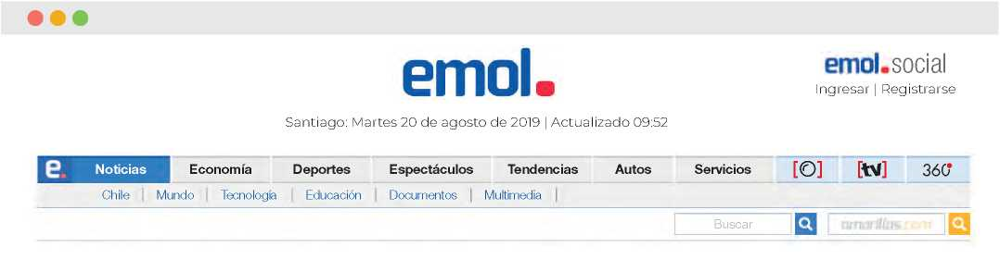 emol.
emol.social
Ingresar | Registrarse
Santiago: Martes 20 de agosto de 2019 | Actualizado 09:52
e. Noticias Economía Deportes Espectáculos Tendencias Autos Servicios [O] [tv] 360°
Chile | Mundo | Tecnología | Educación | Documentos | Multimedia |
Buscar amarillas.com